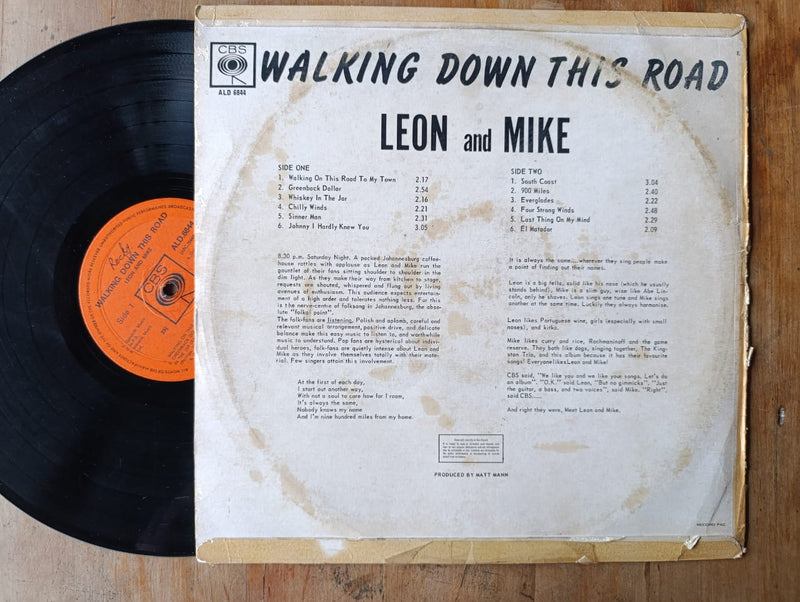 CBS
ALD 6844
WALKING DOWN THIS ROAD
LEON and MIKE
SIDE ONE
1. Walking On This Road To My Town 2.17
2. Greenback Dollar 2.54
3. Whiskey In The Jar 2.16
4. Chilly Winds 2.21
5. Sinner Man 2.31
6. Johnny I Hardly Knew You 3.05
SIDE TWO
1. South Coast 3.04
2. 900 Miles 2.40
3. Everglades 2.22
4. Four Strong Winds 2.48
5. Last Thing On My Mind 2.29
6. El Matador 2.09
8.30 p.m. Saturday Night. A packed Johannesburg coffee-
house rattles with applause as Leon and Mike run the
gauntlet of their fans sitting shoulder to shoulder in the
dim light. As they make their way from kitchen to stage,
requests are shouted, whispered and flung out by living
avenues of enthusiasm. This audience expects entertain-
ment of a high order and tolerates nothing less. For this
is the nerve-centre of folksong in Johannesburg, the abso-
lute "folks' point".
The folk-fans are listening. Polish and aplomb, careful and
relevant musical arrangement, positive drive, and delicate
balance make this easy music to listen to, and worthwhile
music to understand. Pop fans are hysterical about indivi-
dual heroes, folk-fans are quietly intense about Leon and
Mike as they involve themselves totally with their mate-
rial. Few singers attain this involvement.
At the first of each day,
I start out another way,
With not a soul to care how far I roam,
It's always the same,
Nobody knows my name
And I'm nine hundred miles from my home.
It is always the same... wherever they sing people make
a point of finding out their names.
Leon is a big fella, solid like his nose (which he usually
stands behind), Mike is a slim guy, wise like Abe Lin-
coln, only he shaves. Leon sings one tune and Mike sings
another at the same time. Luckily they always harmonise.
Leon likes Portuguese wine, girls (especially with small
noses), and kirks.
Mike likes curry and rice, Rachmaninoff and the game
reserve. They both like dogs, singing together, The King-
ston Trio, and this album because it has their favourite
songs! Everyone likes Leon and Mike!
CBS said, "We like you and we like your songs. Let's do
an album". "O.K." said Leon, "But no gimmicks". "Just
the guitar, a bass, and two voices", said Mike. "Right",
said CBS.....
And right they were. Meet Leon and Mike.
PRODUCED BY MATT MANN
RECORD PAC
Rocky
WALKING DOWN THIS ROAD
LEON AND MIKE
ALD.6844
CBS
Side